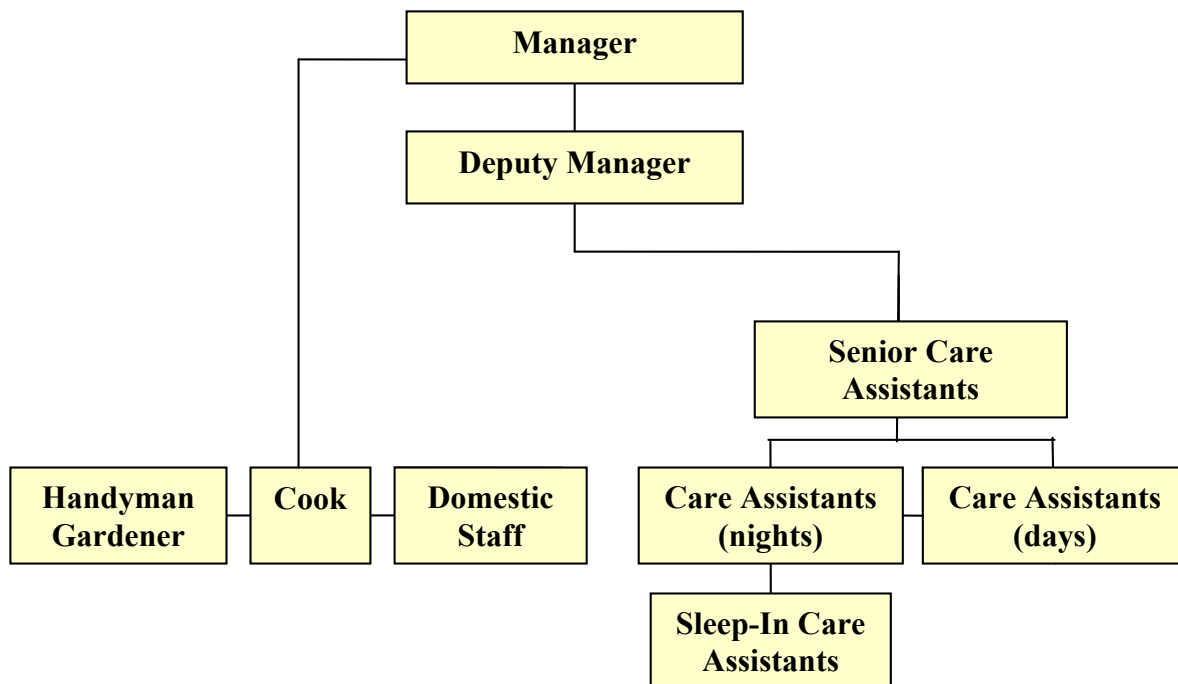 Manager
Deputy Manager
Senior Care
Assistants
Handyman
Gardener
Cook
Domestic
Staff
Care Assistants
(nights)
Care Assistants
(days)
Sleep-In Care
Assistants